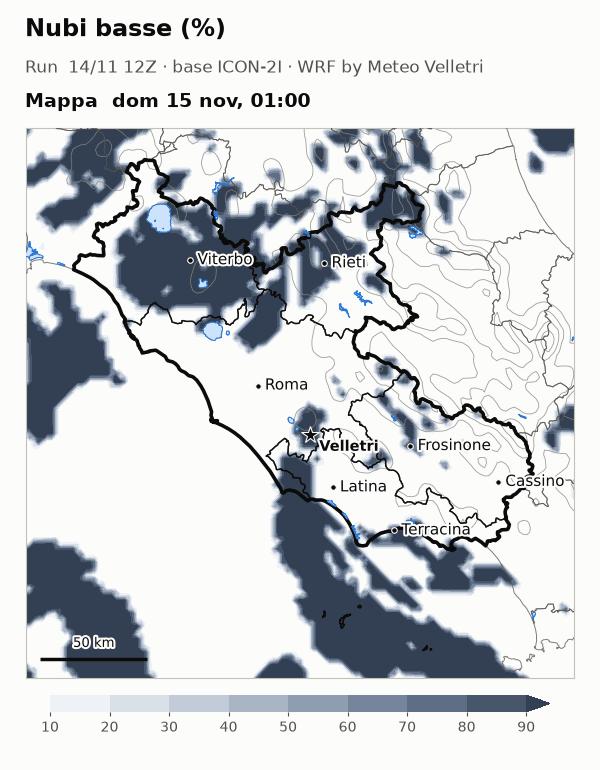 Nubi basse (%)
Run 14/11 12Z · base ICON-2I · WRF by Meteo Velletri
Mappa dom 15 nov, 01:00
Viterbo
Rieti
Roma
Velletri
Frosinone
Cassino
Latina
Terracina
50 km
10 20 30 40 50 60 70 80 90